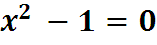 x² − 1 = 0